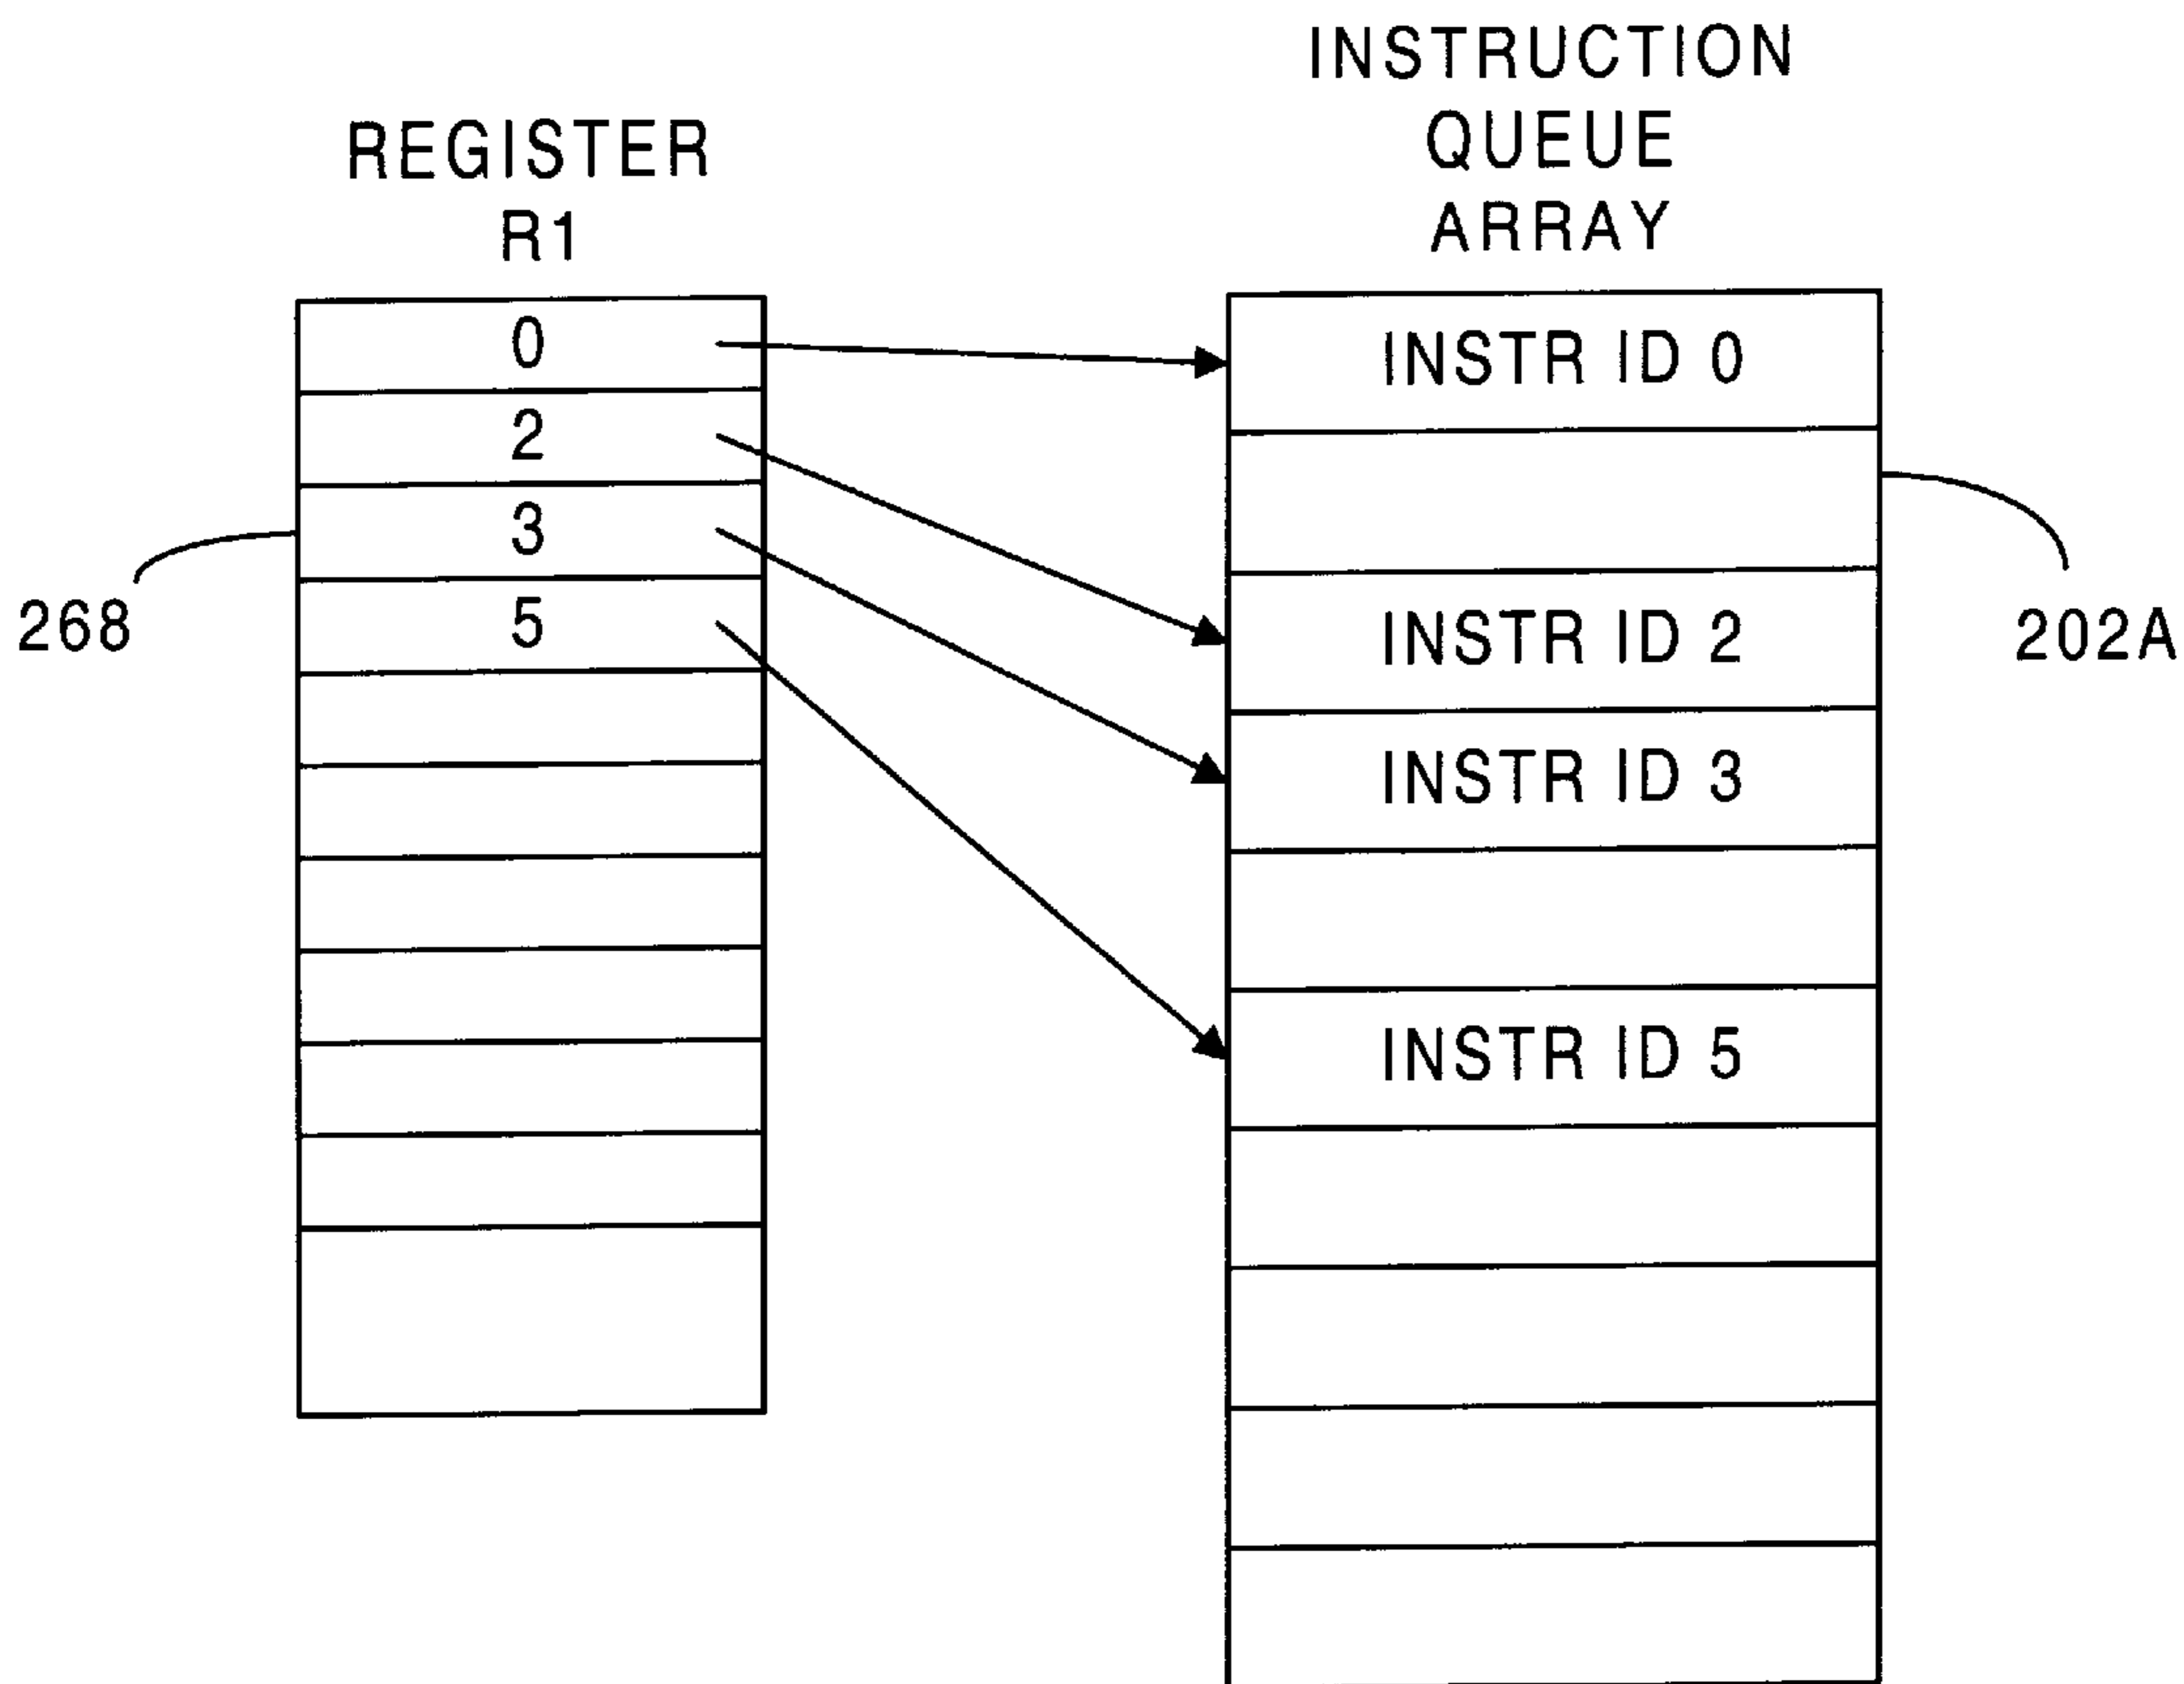 REGISTER
R1
0
2
3
5
268
INSTRUCTION
QUEUE
ARRAY
INSTR ID 0
INSTR ID 2
INSTR ID 3
INSTR ID 5
202A